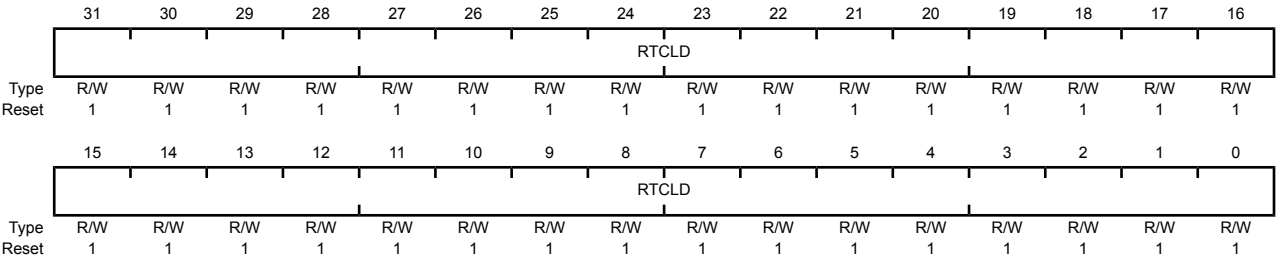 31 30 29 28 27 26 25 24 23 22 21 20 19 18 17 16
RTCLD
Type R/W R/W R/W R/W R/W R/W R/W R/W R/W R/W R/W R/W R/W R/W R/W R/W
Reset 1 1 1 1 1 1 1 1 1 1 1 1 1 1 1 1
15 14 13 12 11 10 9 8 7 6 5 4 3 2 1 0
RTCLD
Type R/W R/W R/W R/W R/W R/W R/W R/W R/W R/W R/W R/W R/W R/W R/W R/W
Reset 1 1 1 1 1 1 1 1 1 1 1 1 1 1 1 1